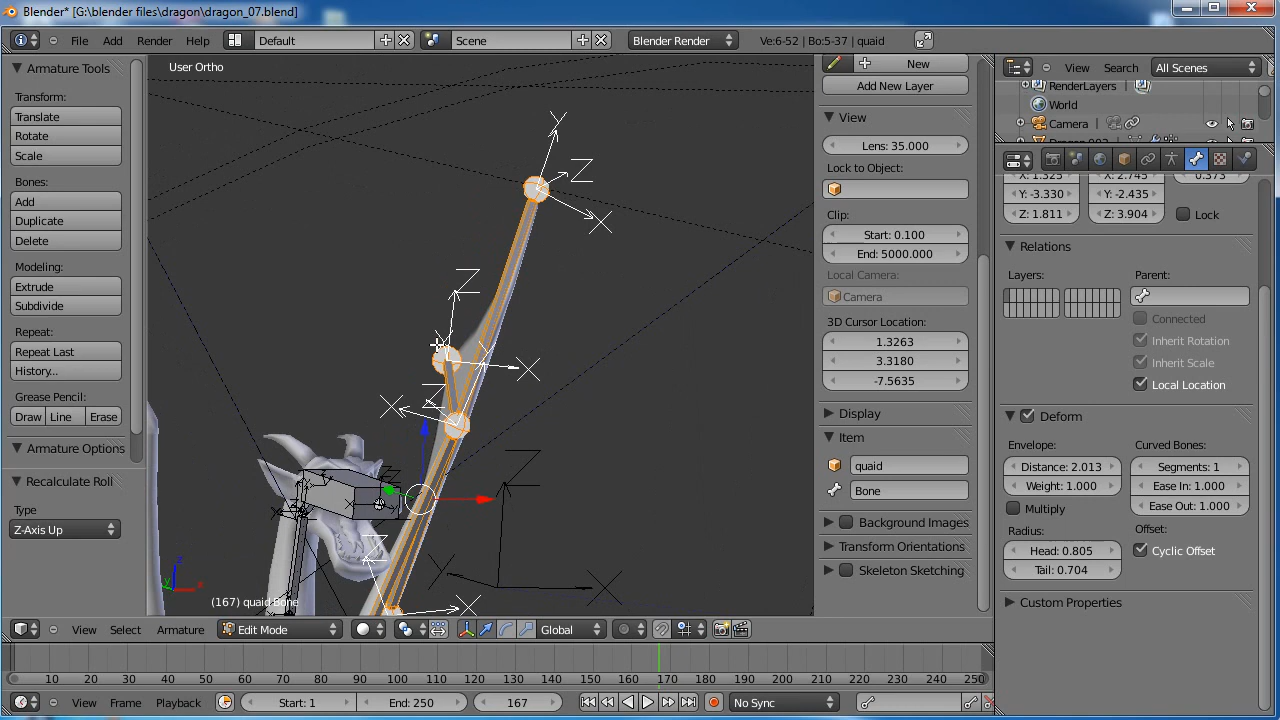 Blender* [G:\blender files\dragon\dragon_07.blend]
File Add Render Help Default Scene Blender Render Ve:6-52 | Bo:5-37 | quaid
Armature Tools
Transform:
Translate
Rotate
Scale
Bones:
Add
Duplicate
Delete
Modeling:
Extrude
Subdivide
Repeat:
Repeat Last
History...
Grease Pencil:
Draw Line Erase
Armature Options
Recalculate Roll
Type
Z-Axis Up
User Ortho
Y
Z
X
Z
X
X
Z
Z
Z
Y
X
X
(167) quaid Bone
New
Add New Layer
View
Lens: 35.000
Lock to Object:
Clip:
Start: 0.100
End: 5000.000
Local Camera:
Camera
3D Cursor Location:
1.3263
3.3180
-7.5635
Display
Item
quaid
Bone
Background Images
Transform Orientations
Skeleton Sketching
View Search All Scenes
RenderLayers
World
Camera
X: 1.325 X: 2.745 0.373
Y: -3.330 Y: -2.435
Z: 1.811 Z: 3.904 Lock
Relations
Layers: Parent:
Connected
Inherit Rotation
Inherit Scale
Local Location
Deform
Envelope: Curved Bones:
Distance: 2.013 Segments: 1
Weight: 1.000 Ease In: 1.000
Multiply Ease Out: 1.000
Radius: Offset:
Head: 0.805 Cyclic Offset
Tail: 0.704
Custom Properties
View Select Armature Edit Mode Global
0 10 20 30 40 50 60 70 80 90 100 110 120 130 140 150 160 170 180 190 200 210 220 230 240 250
View Frame Playback Start: 1 End: 250 167 No Sync